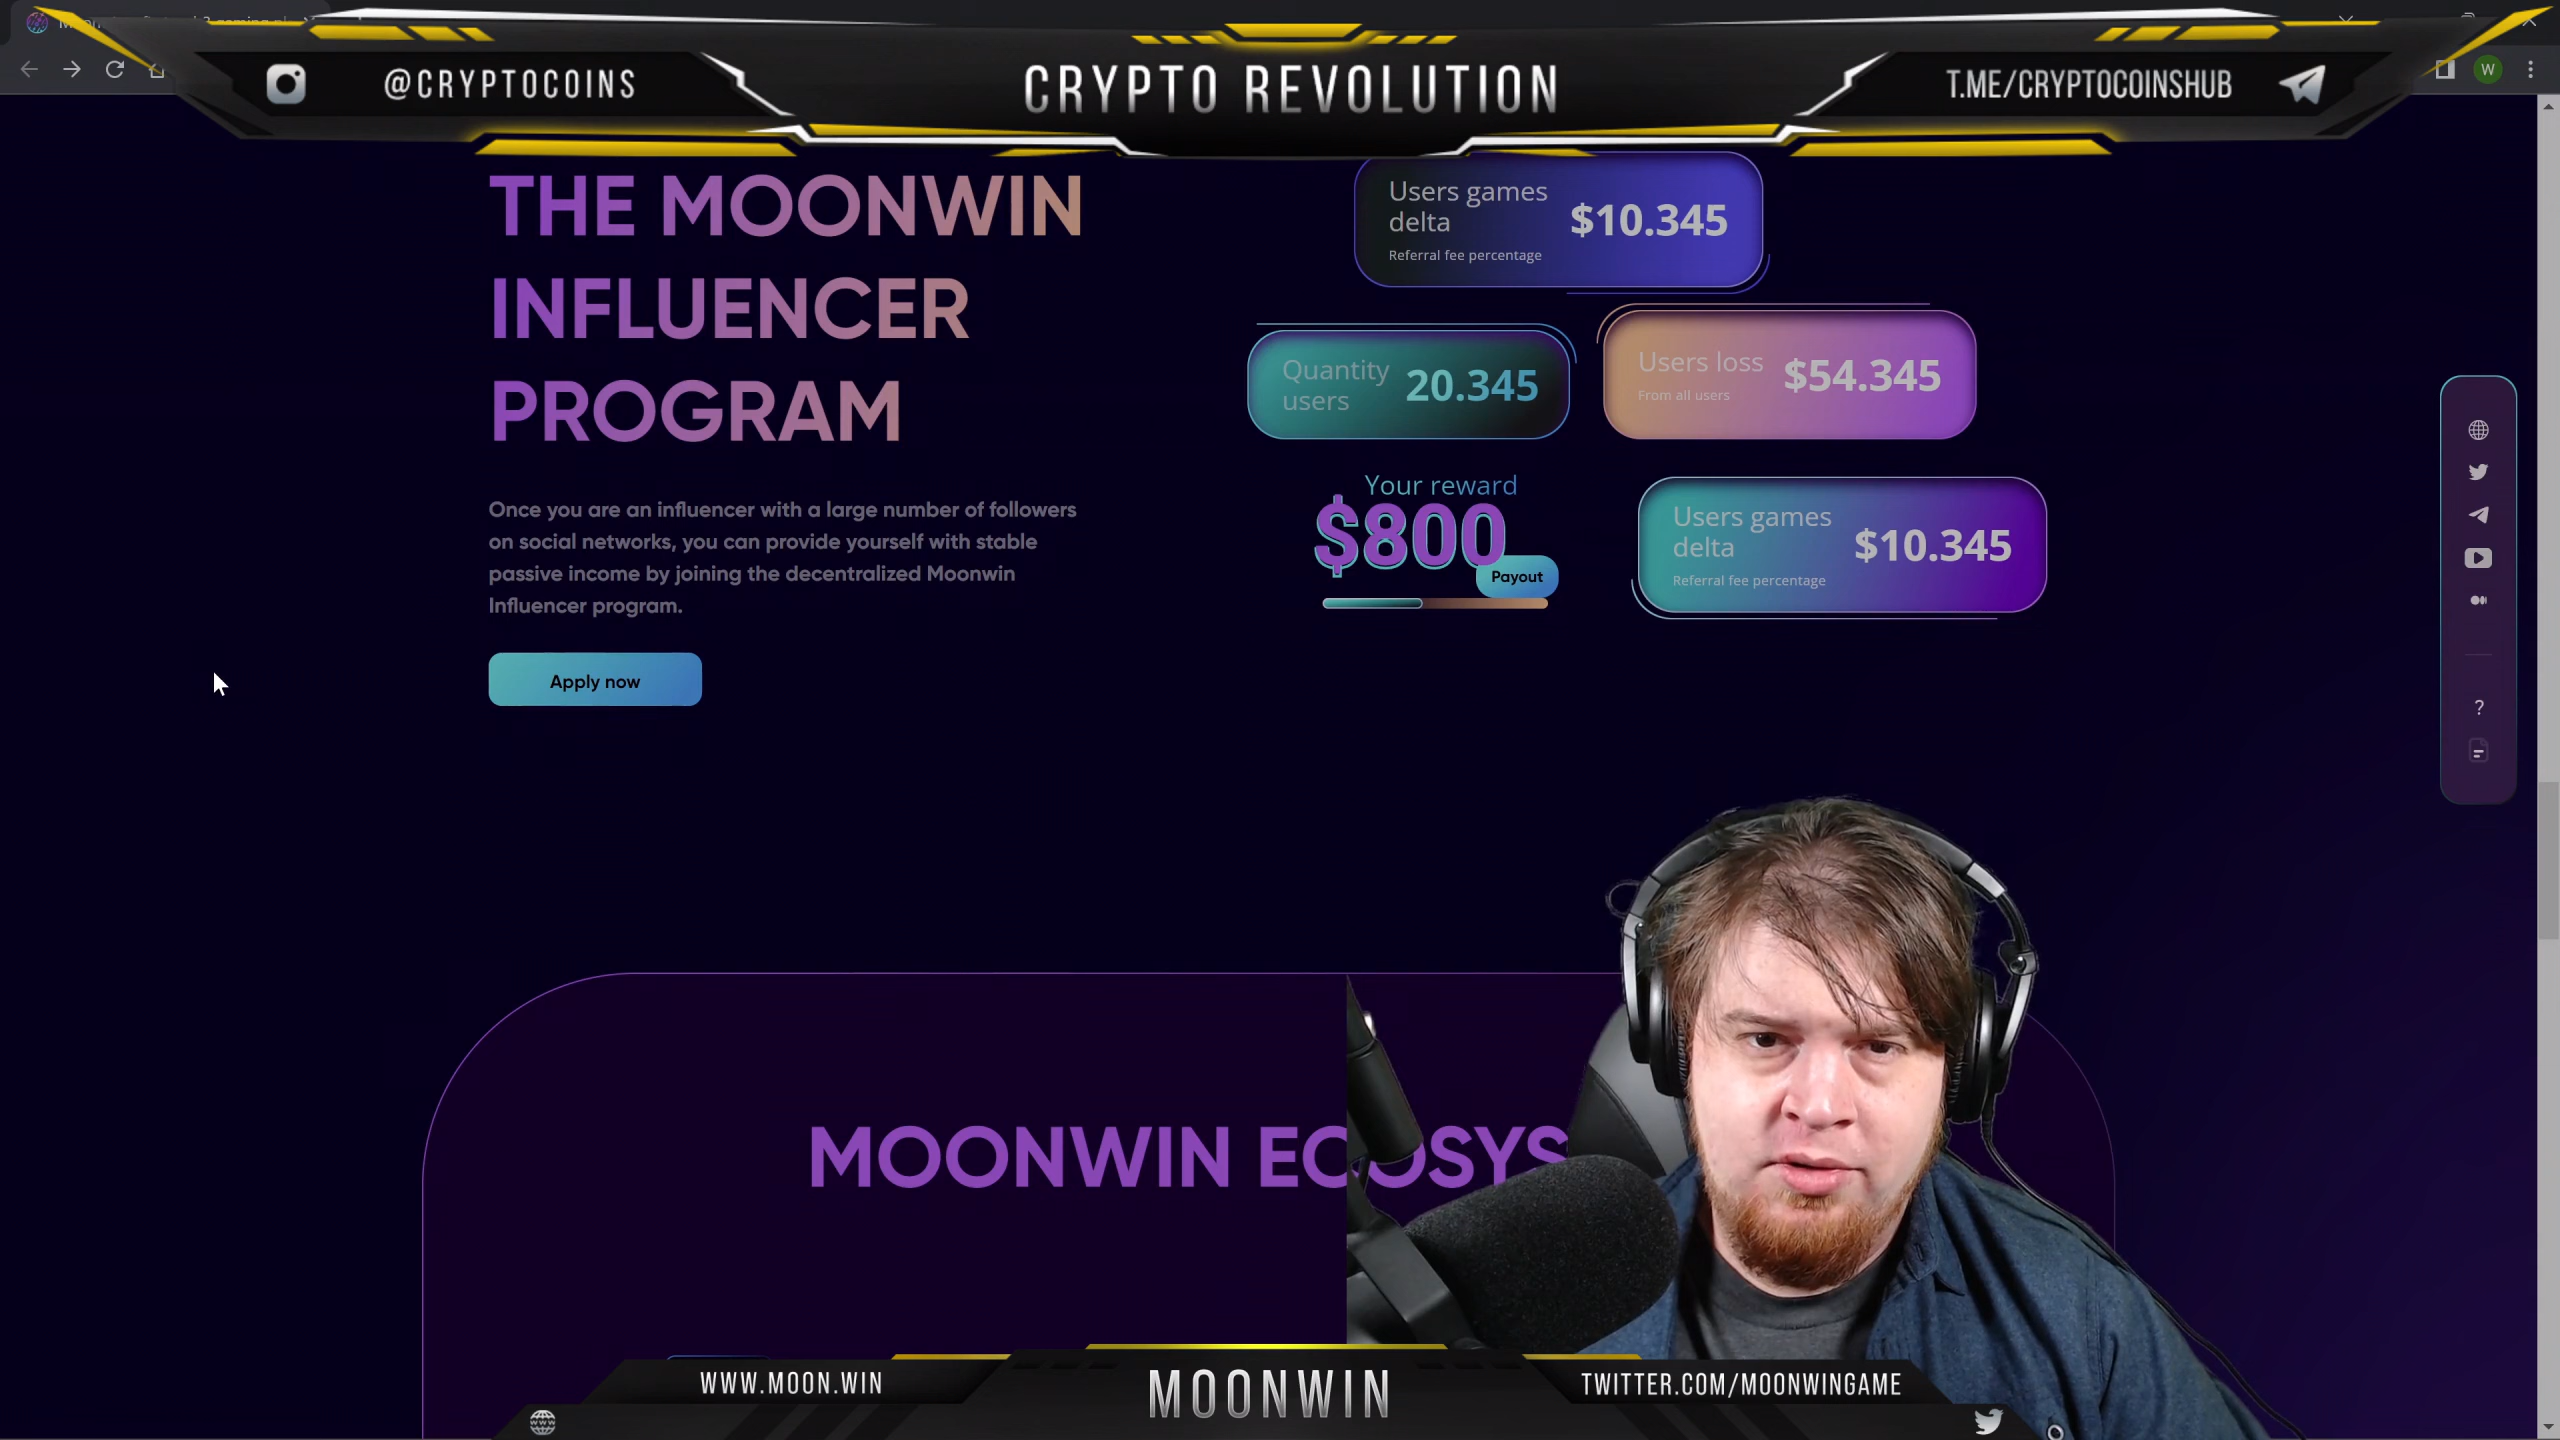 @CRYPTOCOINS
CRYPTO REVOLUTION
T.ME/CRYPTOCOINSHUB
W
THE MOONWIN
INFLUENCER
PROGRAM
Once you are an influencer with a large number of followers
on social networks, you can provide yourself with stable
passive income by joining the decentralized Moonwin
Influencer program.
Apply now
Users games
delta
$10.345
Referral fee percentage
Quantity
users
20.345
Users loss
$54.345
From all users
Your reward
$800
Payout
Users games
delta
$10.345
Referral fee percentage
?
MOONWIN ECOSYS
WWW.MOON.WIN
MOONWIN
TWITTER.COM/MOONWINGAME